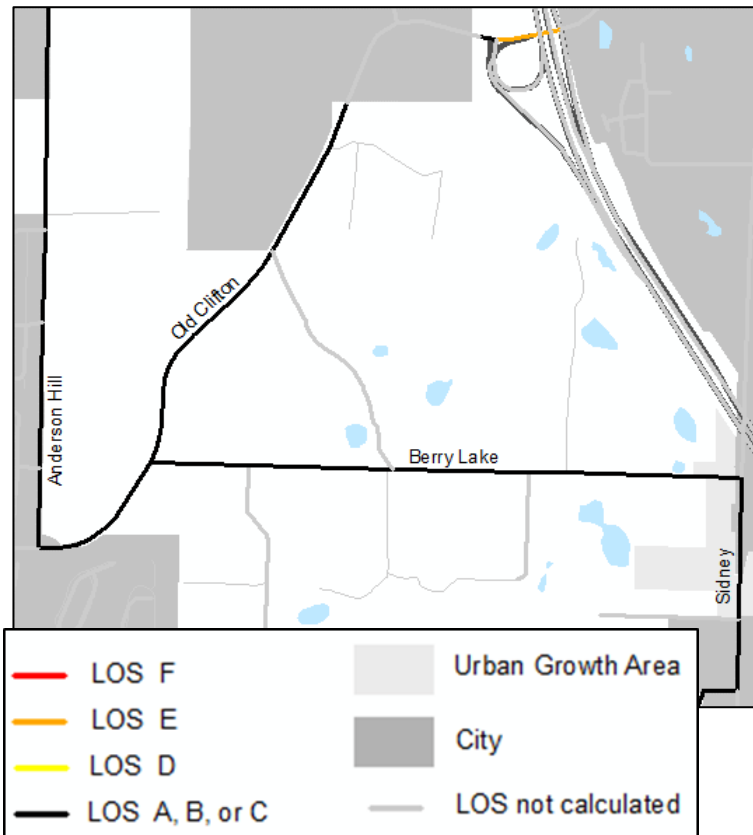 Old Clifton
Anderson Hill
Berry Lake
Sidney
LOS F
LOS E
LOS D
LOS A, B, or C
Urban Growth Area
City
LOS not calculated